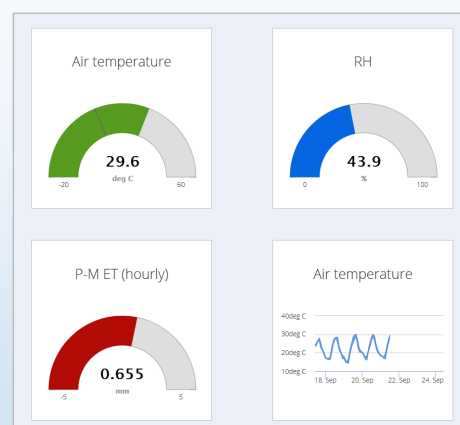 Air temperature
29.6
deg C
-20
60
RH
43.9
%
0
100
P-M ET (hourly)
0.655
mm
-5
5
Air temperature
40deg C
30deg C
20deg C
10deg C
18. Sep 20. Sep 22. Sep 24. Sep